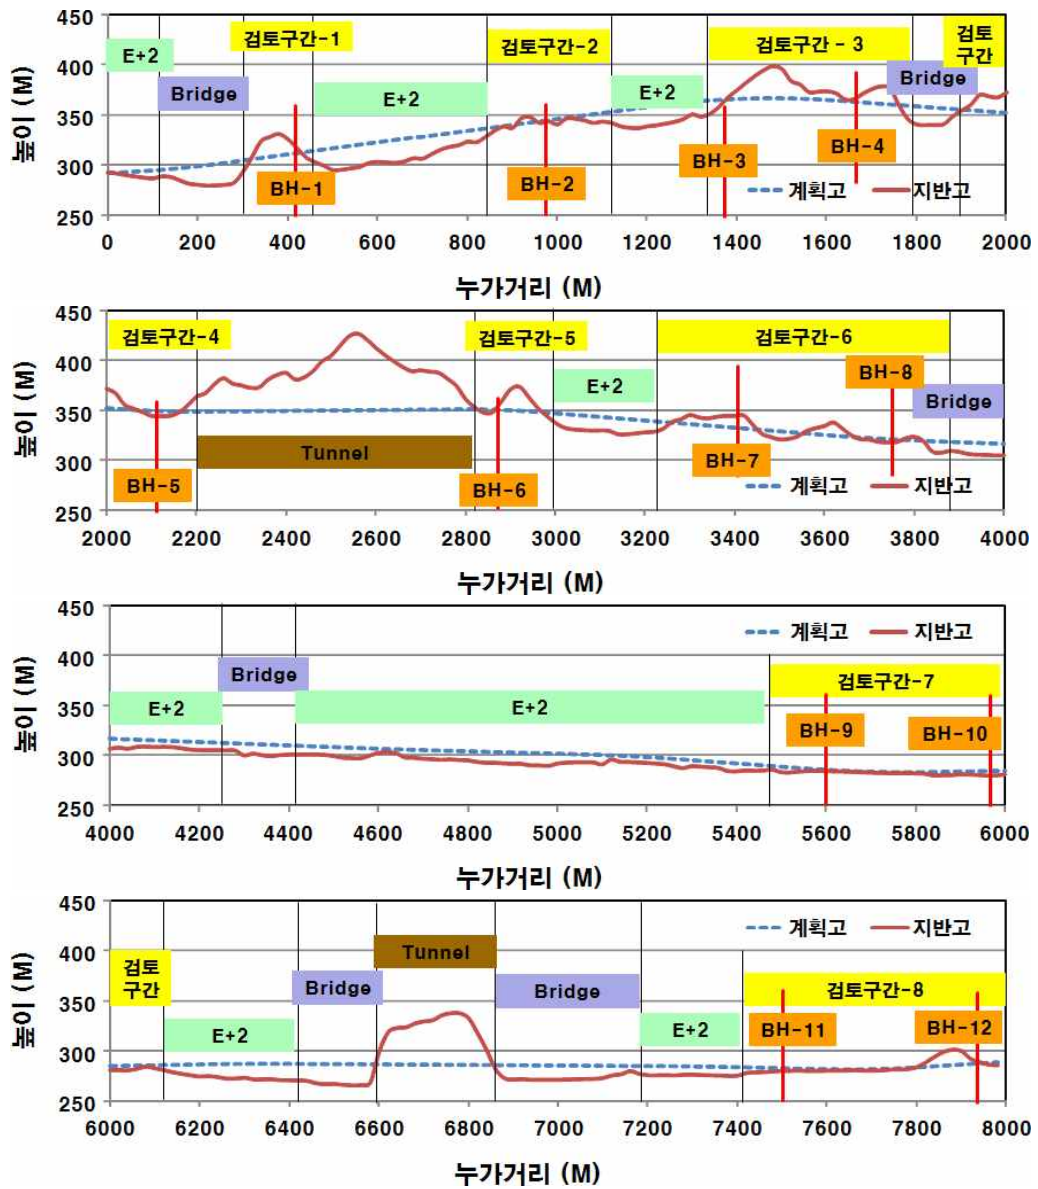 450
400
350
300
250
높이 (M)
E+2
Bridge
검토구간-1
E+2
검토구간-2
E+2
검토구간 - 3
Bridge
검토
구간
BH-1
BH-2
BH-3
BH-4
계획고
지반고
0 200 400 600 800 1000 1200 1400 1600 1800 2000
누가거리 (M)
450
400
350
300
250
높이 (M)
검토구간-4
Tunnel
검토구간-5
E+2
검토구간-6
Bridge
BH-5
BH-6
BH-7
BH-8
계획고
지반고
2000 2200 2400 2600 2800 3000 3200 3400 3600 3800 4000
누가거리 (M)
450
400
350
300
250
높이 (M)
계획고
지반고
E+2
Bridge
E+2
검토구간-7
BH-9
BH-10
4000 4200 4400 4600 4800 5000 5200 5400 5600 5800 6000
누가거리 (M)
450
400
350
300
250
높이 (M)
계획고
지반고
검토
구간
E+2
Bridge
Tunnel
Bridge
E+2
검토구간-8
BH-11
BH-12
6000 6200 6400 6600 6800 7000 7200 7400 7600 7800 8000
누가거리 (M)